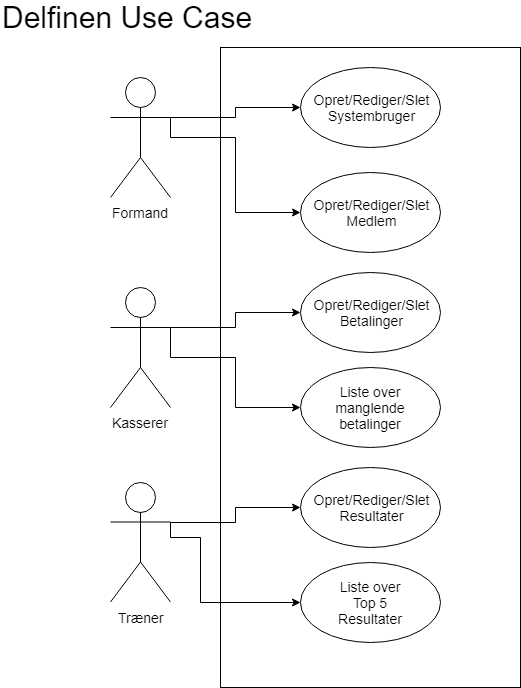 Delfinen Use Case
Opret/Rediger/Slet
Systembruger
Opret/Rediger/Slet
Medlem
Formand
Opret/Rediger/Slet
Betalinger
Liste over
manglende
betalinger
Kasserer
Opret/Rediger/Slet
Resultater
Liste over
Top 5
Resultater
Træner